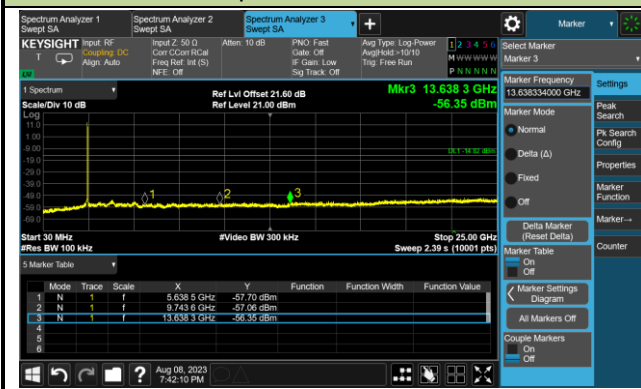 Spectrum Analyzer 1 Spectrum Analyzer 2 Spectrum Analyzer 3 Marker
Swept SA Swept SA Swept SA
KEYSIGHT Input: RF Input Z: 50 Ω Atten: 10 dB PNO: Fast Avg Type: Log-Power 1 2 3 4 5 6
T Coupling: DC Corr CCorr RCal Gate: Off Avg|Hold:>10/10 M W W W W W
Align: Auto Freq Ref: Int (S) IF Gain: Low Trig: Free Run
NFE: Off Sig Track: Off P N N N N N
Select Marker
Marker 3
1 Spectrum Ref Lvl Offset 21.60 dB Mkr3 13.638 3 GHz
Scale/Div 10 dB Ref Level 21.00 dBm -56.35 dBm
Log
11.0
1.00
-9.00
-19.0
-29.0
-39.0
-49.0
-59.0
-69.0
1 2 3
Start 30 MHz #Video BW 300 kHz Stop 25.00 GHz
#Res BW 100 kHz Sweep 2.39 s (10001 pts)
5 Marker Table
Mode Trace Scale X Y Function Function Width Function Value
1 N 1 f 5.638 5 GHz -57.70 dBm
2 N 1 f 9.743 6 GHz -57.06 dBm
3 N 1 f 13.638 3 GHz -56.35 dBm
4
5
6
Marker Frequency
13.638334000 GHz
Marker Mode
Normal
Delta (Δ)
Fixed
Off
Delta Marker
(Reset Delta)
Marker Table
On
Off
Marker Settings
Diagram
All Markers Off
Couple Markers
On
Off
Settings
Peak
Search
Pk Search
Config
Properties
Marker
Function
Marker→
Counter
? Aug 08, 2023
7:42:10 PM